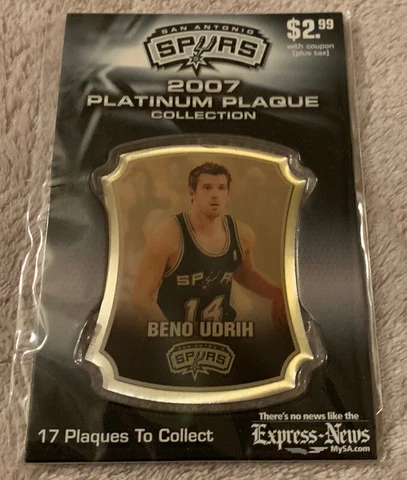 SAN ANTONIO
SPURS
$2.99
with coupon
(plus tax)
2007
PLATINUM PLAQUE
COLLECTION
SPURS
14
BENO UDRIH
SAN ANTONIO
SPURS
17 Plaques To Collect
There's no news like the
Express-News
MySA.com